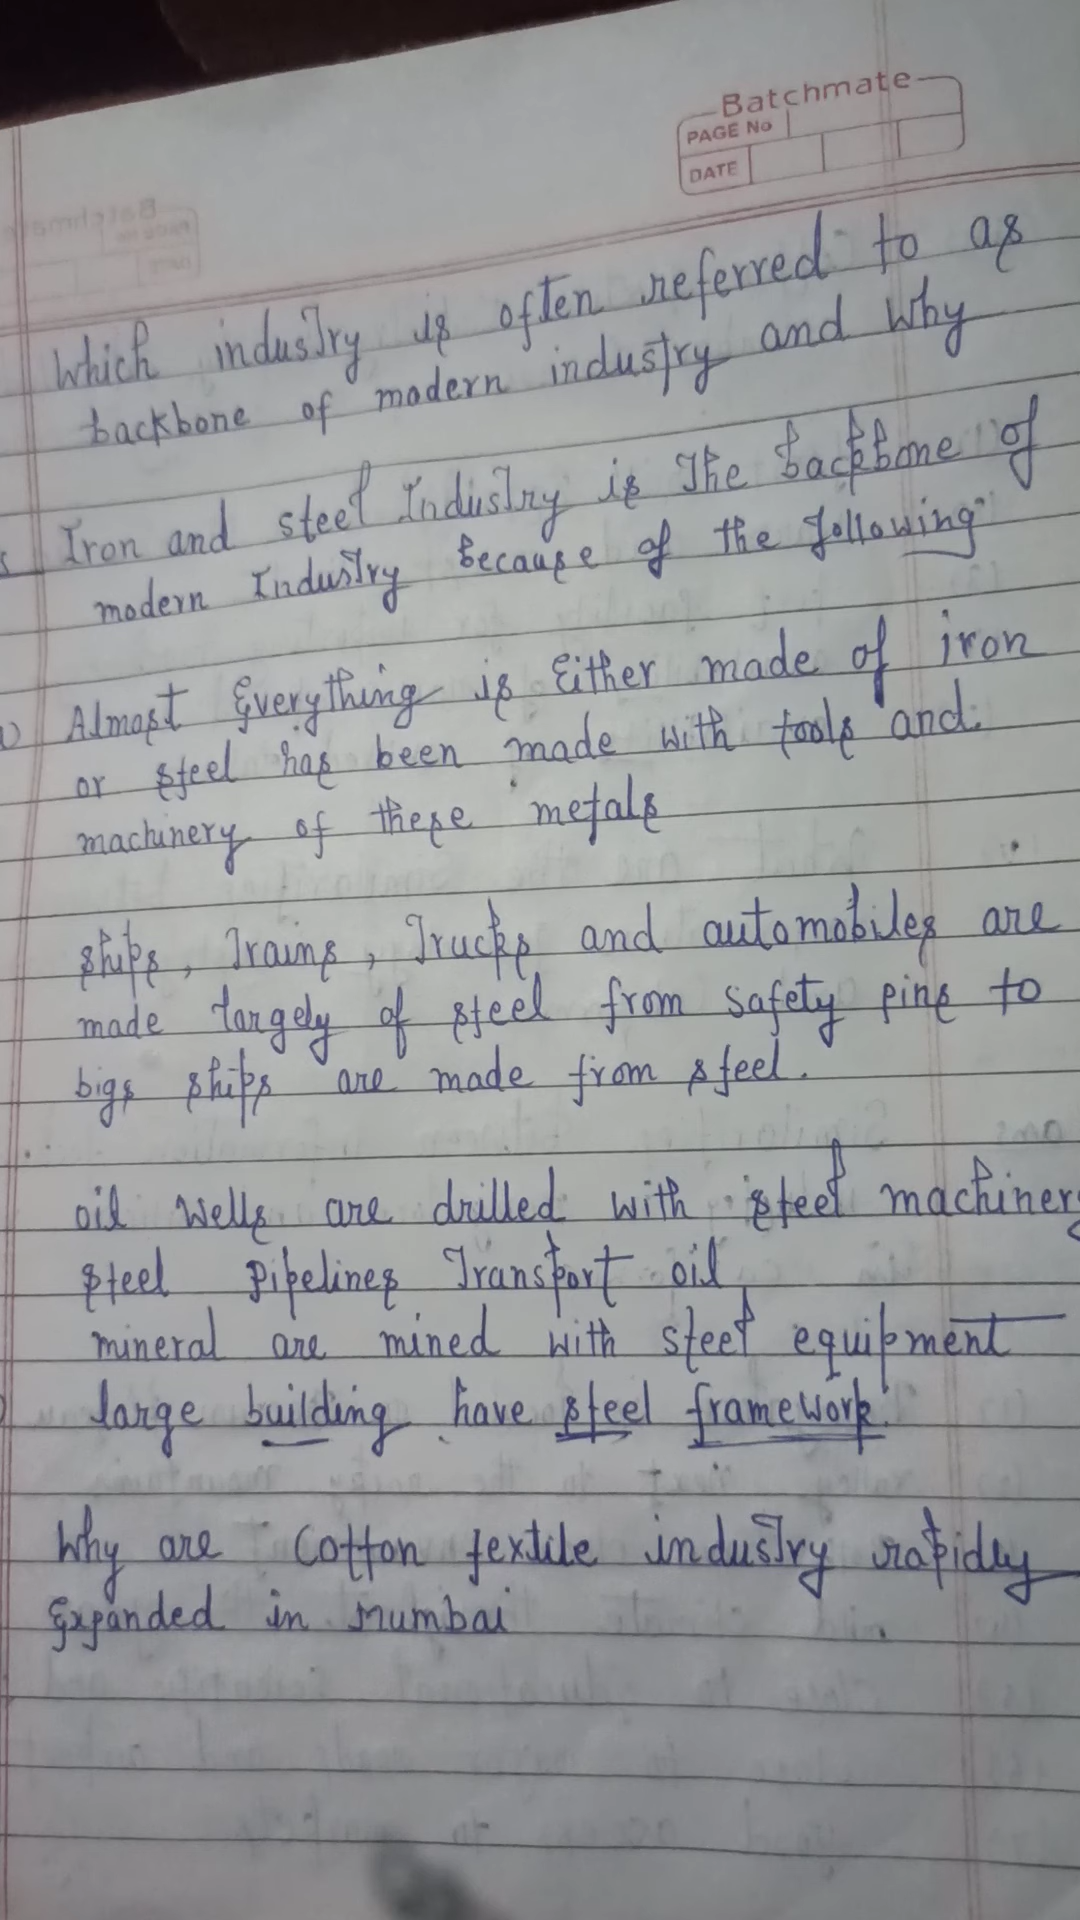 Batchmate
PAGE No
DATE
Which industry is often referred to as
backbone of modern industry and Why
Iron and steel Industry is The backbone of
modern Industry Because of the following
Almost Everything is Either made of iron
or steel has been made with tools and
machinery of these metals
ships, Trains, Trucks and automobiles are
made largely of steel from safety pins to
bigs ships are made from steel.
oil wells are drilled with steel machinery
steel Pipelines Transport oil
mineral are mined with steel equipment
large building have steel framework
Why are Cotton textile industry rapidly
Expanded in Mumbai